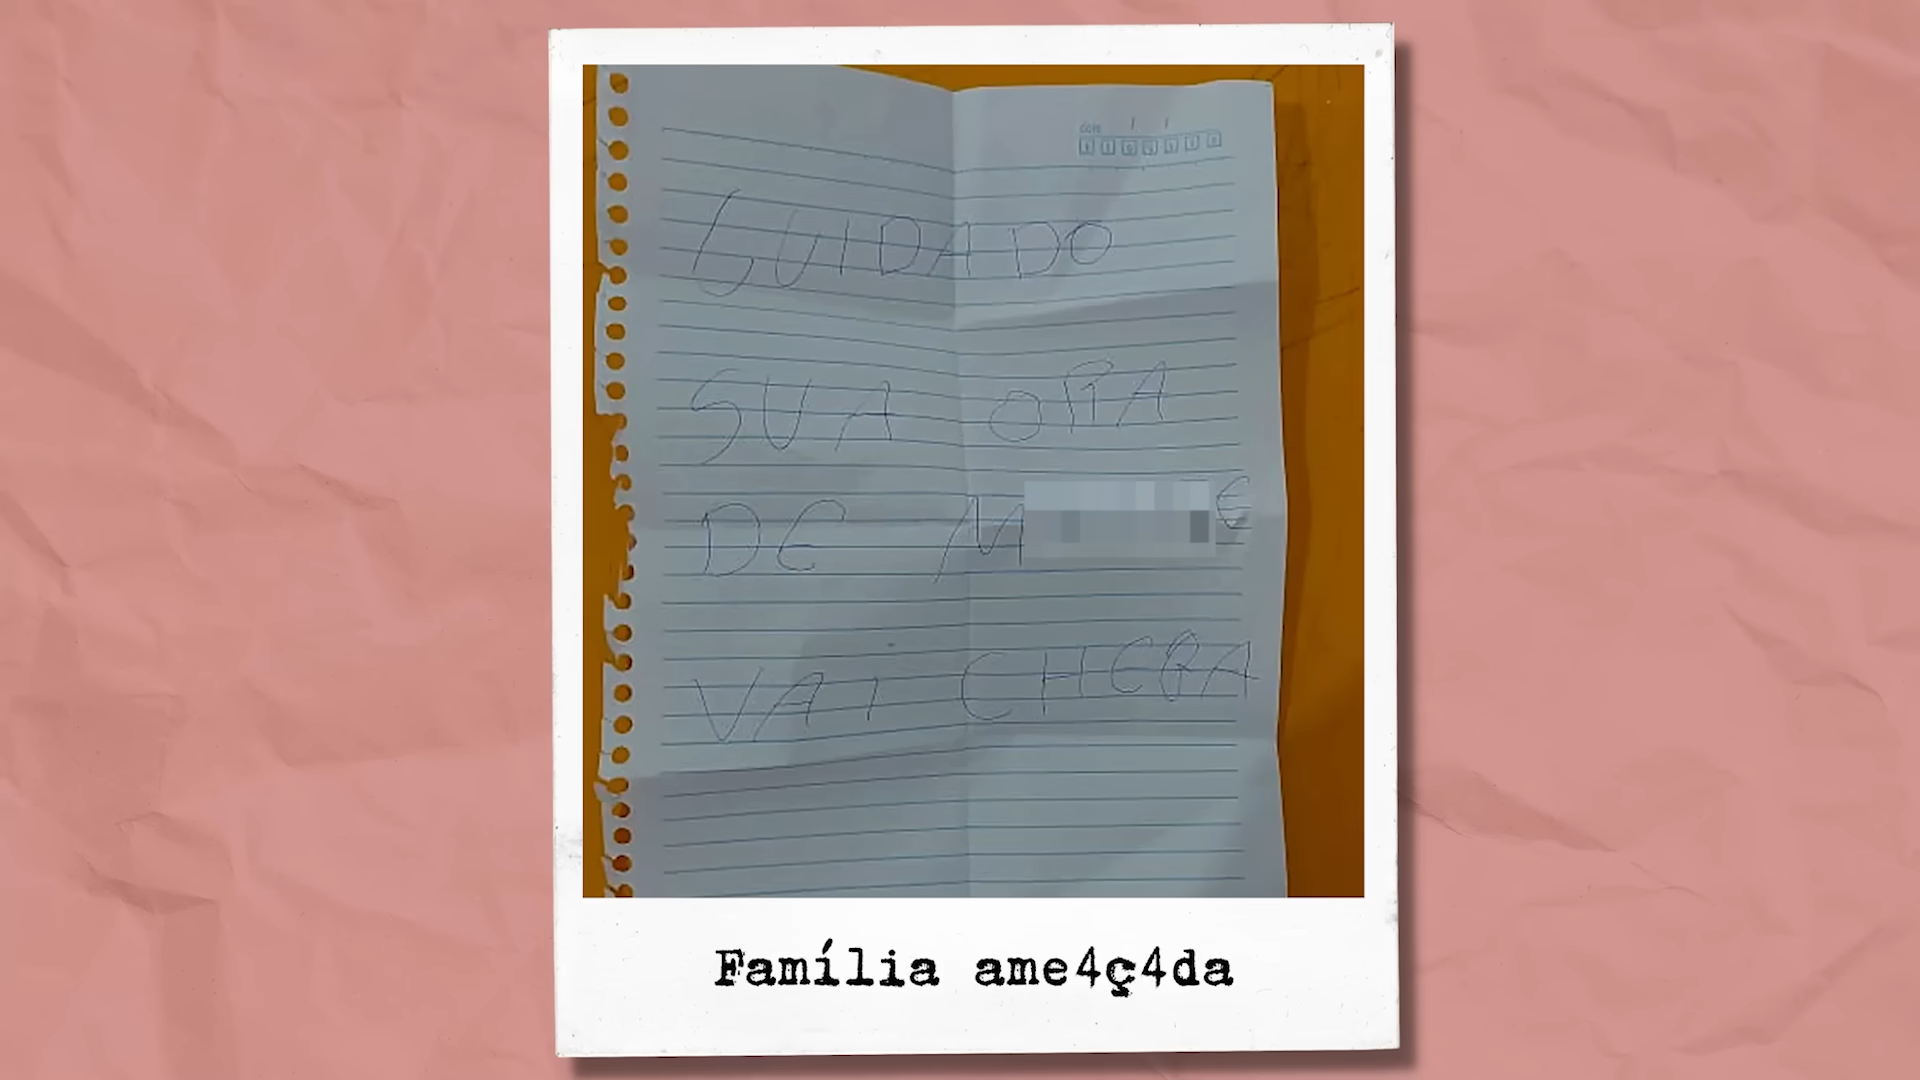 CUIDADO
SUA ORA
DE
VAI CHEGA
Família ame4ç4da